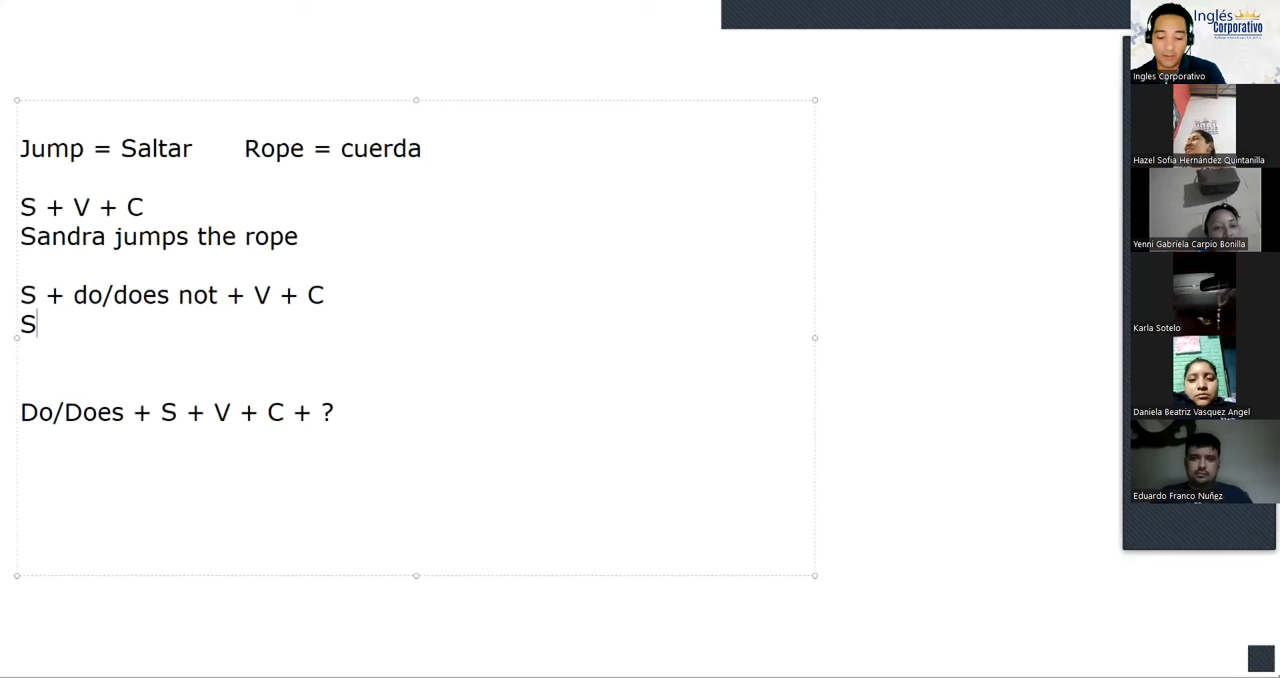 Jump = Saltar Rope = cuerda
S + V + C
Sandra jumps the rope
S + do/does not + V + C
S
Do/Does + S + V + C + ?
Inglés
Corporativo
Ingles Corporativo
Hazel Sofia Hernández Quintanilla
Yenni Gabriela Carpio Bonilla
Karla Sotelo
Daniela Beatriz Vasquez Angel
Eduardo Franco Nuñez